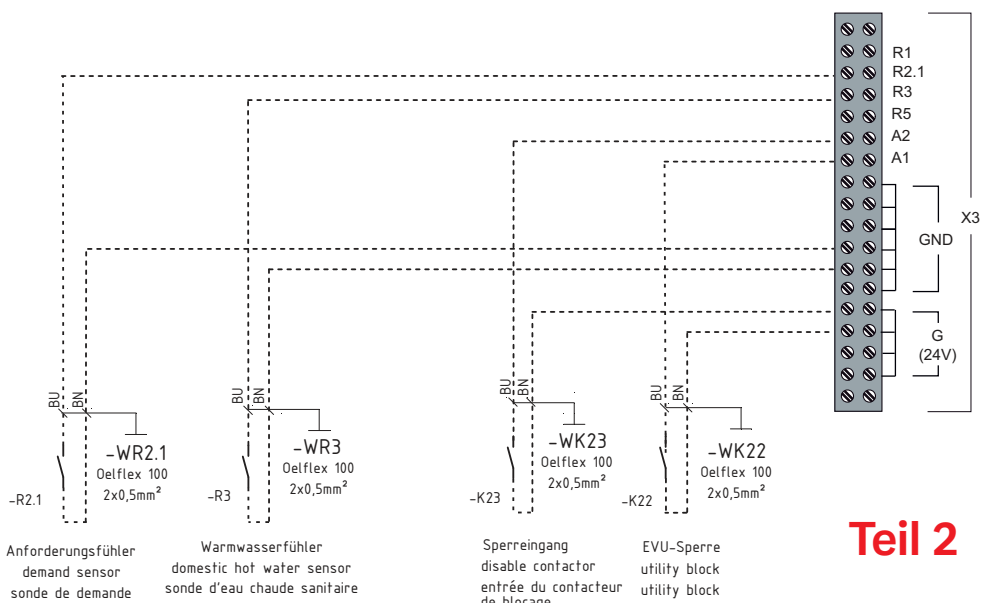 R1
R2.1
R3
R5
A2
A1
X3
GND
G
(24V)
BU
BN
BU
BN
BU
BN
BU
BN
-WR2.1
Oelflex 100
2x0,5mm²
-R2.1
-WR3
Oelflex 100
2x0,5mm²
-R3
-WK23
Oelflex 100
2x0,5mm²
-K23
-WK22
Oelflex 100
2x0,5mm²
-K22
Anforderungsfühler
demand sensor
sonde de demande
Warmwasserfühler
domestic hot water sensor
sonde d'eau chaude sanitaire
Sperreingang
disable contactor
entrée du contacteur
de blocage
EVU-Sperre
utility block
utility block
Teil 2